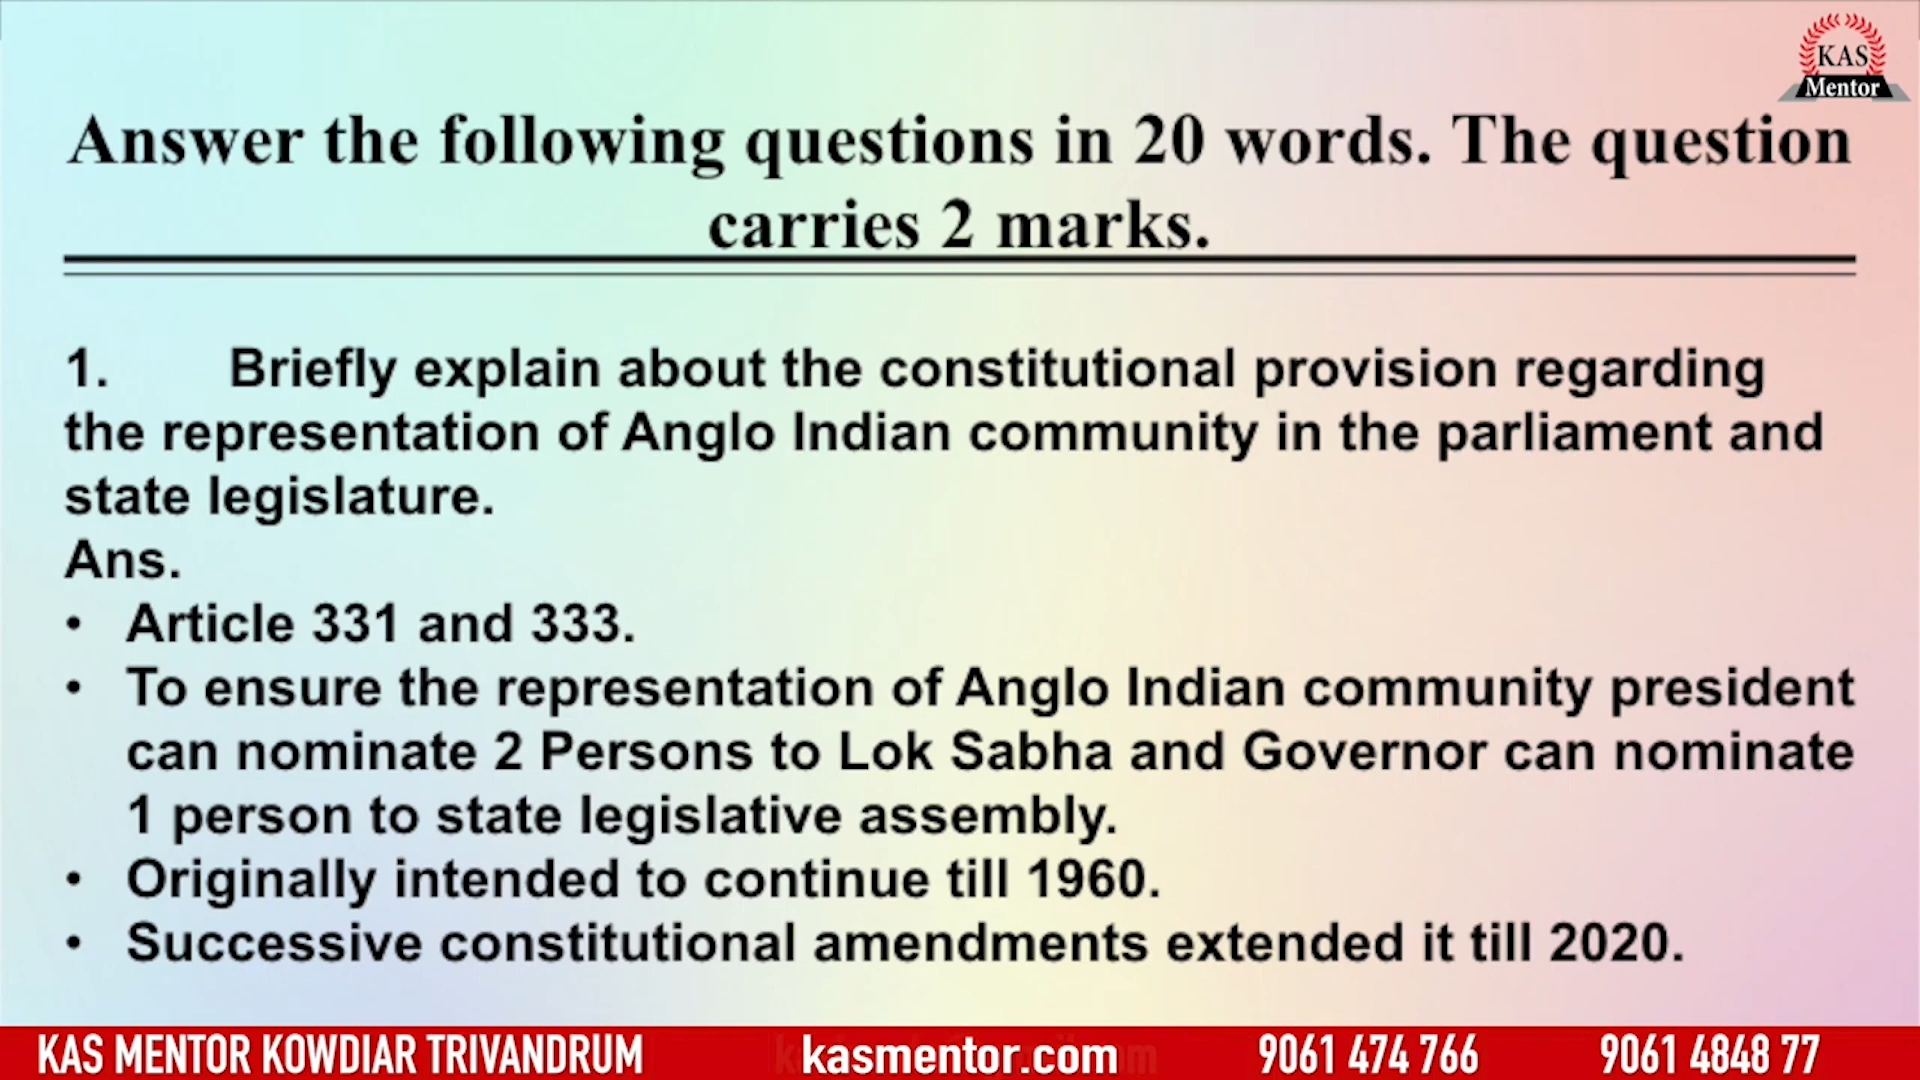 KAS
Mentor
Answer the following questions in 20 words. The question
carries 2 marks.
1. Briefly explain about the constitutional provision regarding
the representation of Anglo Indian community in the parliament and
state legislature.
Ans.
• Article 331 and 333.
• To ensure the representation of Anglo Indian community president
can nominate 2 Persons to Lok Sabha and Governor can nominate
1 person to state legislative assembly.
• Originally intended to continue till 1960.
• Successive constitutional amendments extended it till 2020.
KAS MENTOR KOWDIAR TRIVANDRUM kasmentor.com 9061 474 766 9061 4848 77